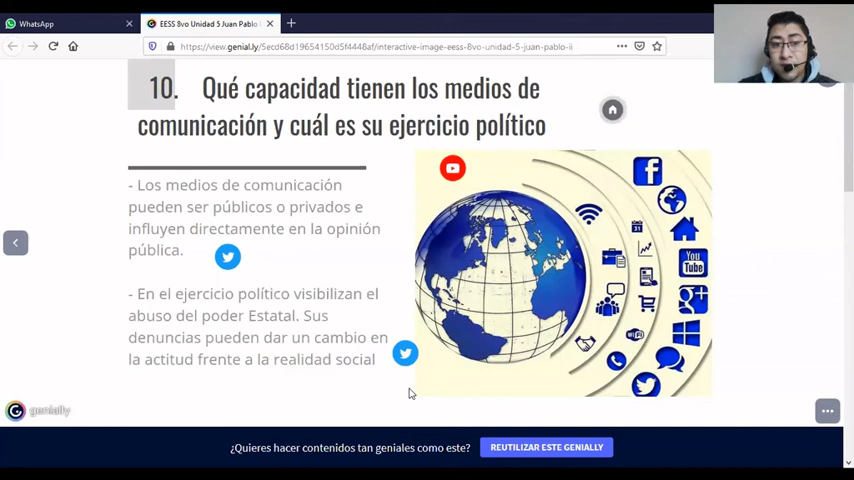 WhatsApp
EESS 8vo Unidad 5 Juan Pablo
https://view.genial.ly/5ecd68d19654150d5f4448af/interactive-image-eess-8vo-unidad-5-juan-pablo-ii
10. Qué capacidad tienen los medios de
comunicación y cuál es su ejercicio político
- Los medios de comunicación
pueden ser públicos o privados e
influyen directamente en la opinión
pública.
- En el ejercicio político visibilizan el
abuso del poder Estatal. Sus
denuncias pueden dar un cambio en
la actitud frente a la realidad social
31
You
Tube
g+
WiFi
genially
¿Quieres hacer contenidos tan geniales como este?
REUTILIZAR ESTE GENIALLY